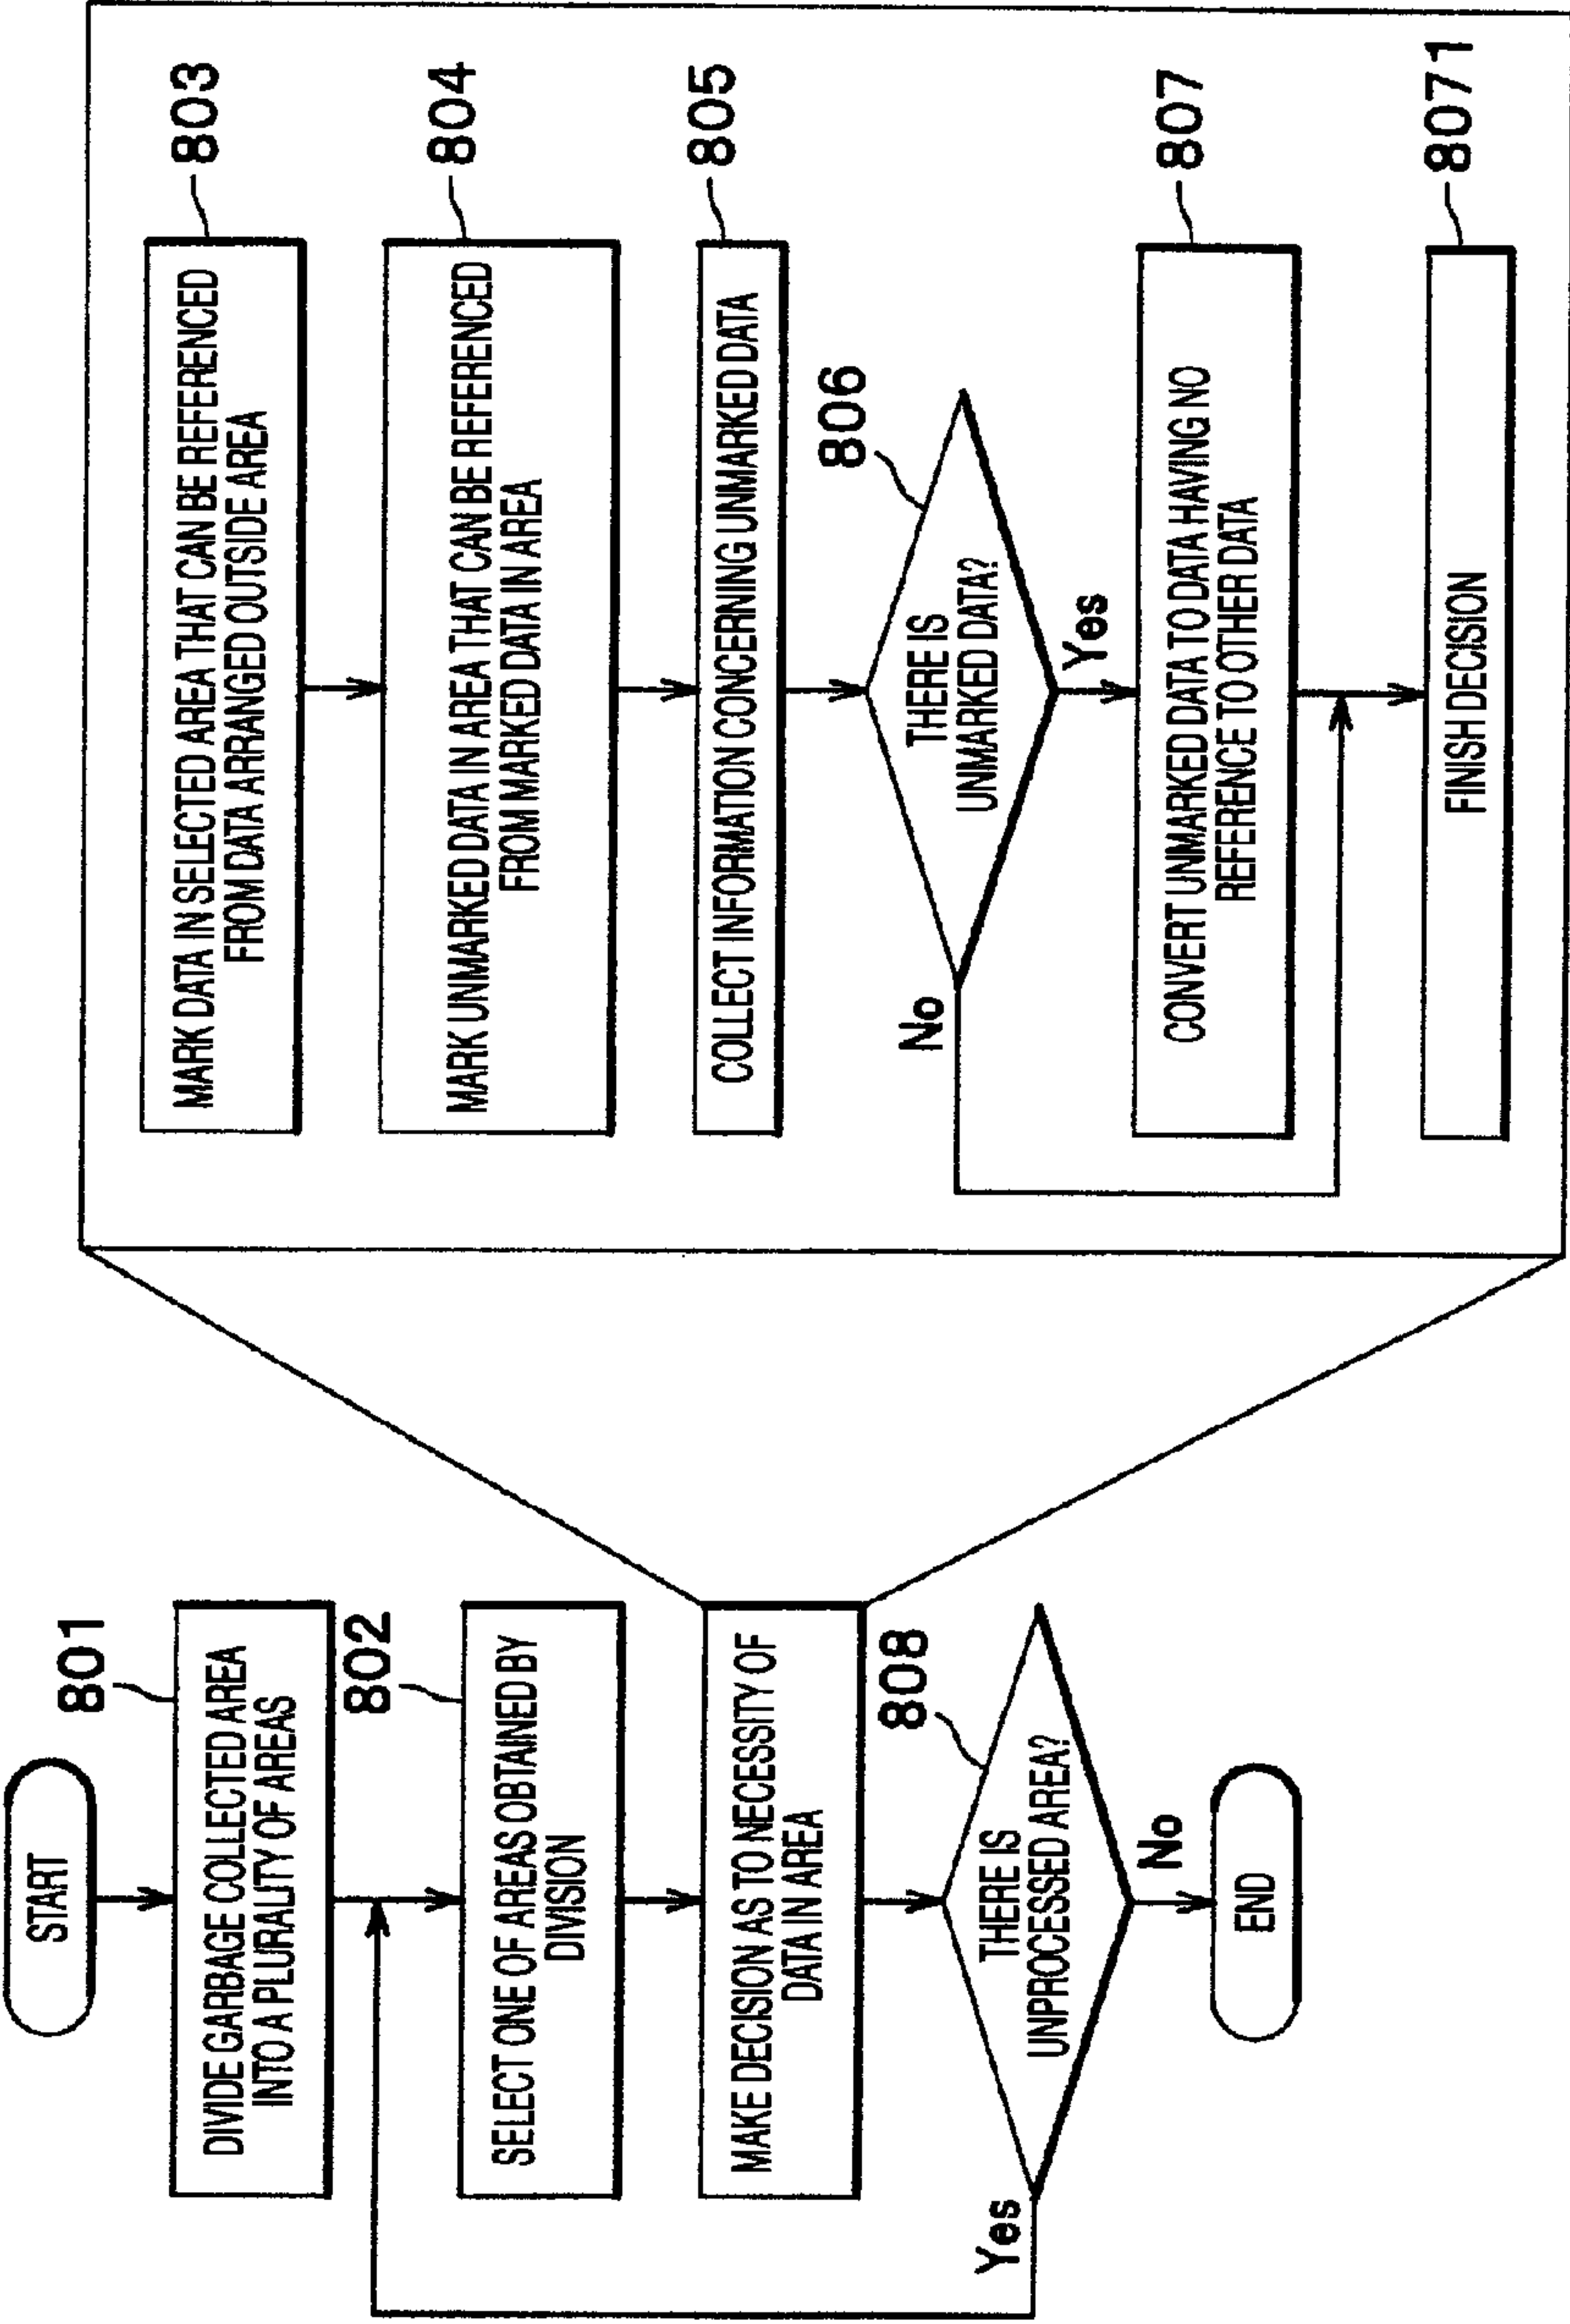 START
801
DIVIDE GARBAGE COLLECTED AREA
INTO A PLURALITY OF AREAS
802
SELECT ONE OF AREAS OBTAINED BY
DIVISION
MAKE DECISION AS TO NECESSITY OF
DATA IN AREA
808
THERE IS
UNPROCESSED AREA?
Yes
No
END
803
MARK DATA IN SELECTED AREA THAT CAN BE REFERENCED
FROM DATA ARRANGED OUTSIDE AREA
804
MARK UNMARKED DATA IN AREA THAT CAN BE REFERENCED
FROM MARKED DATA IN AREA
805
COLLECT INFORMATION CONCERNING UNMARKED DATA
806
THERE IS
UNMARKED DATA?
No
Yes
807
CONVERT UNMARKED DATA TO DATA HAVING NO
REFERENCE TO OTHER DATA
8071
FINISH DECISION